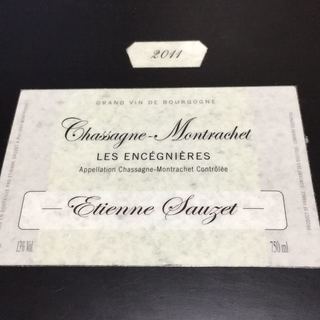 2011
GRAND VIN DE BOURGOGNE
Chassagne-Montrachet
LES ENCÉGNIÈRES
Appellation Chassagne-Montrachet Contrôlée
Etienne Sauzet
13% Vol.
750 ml